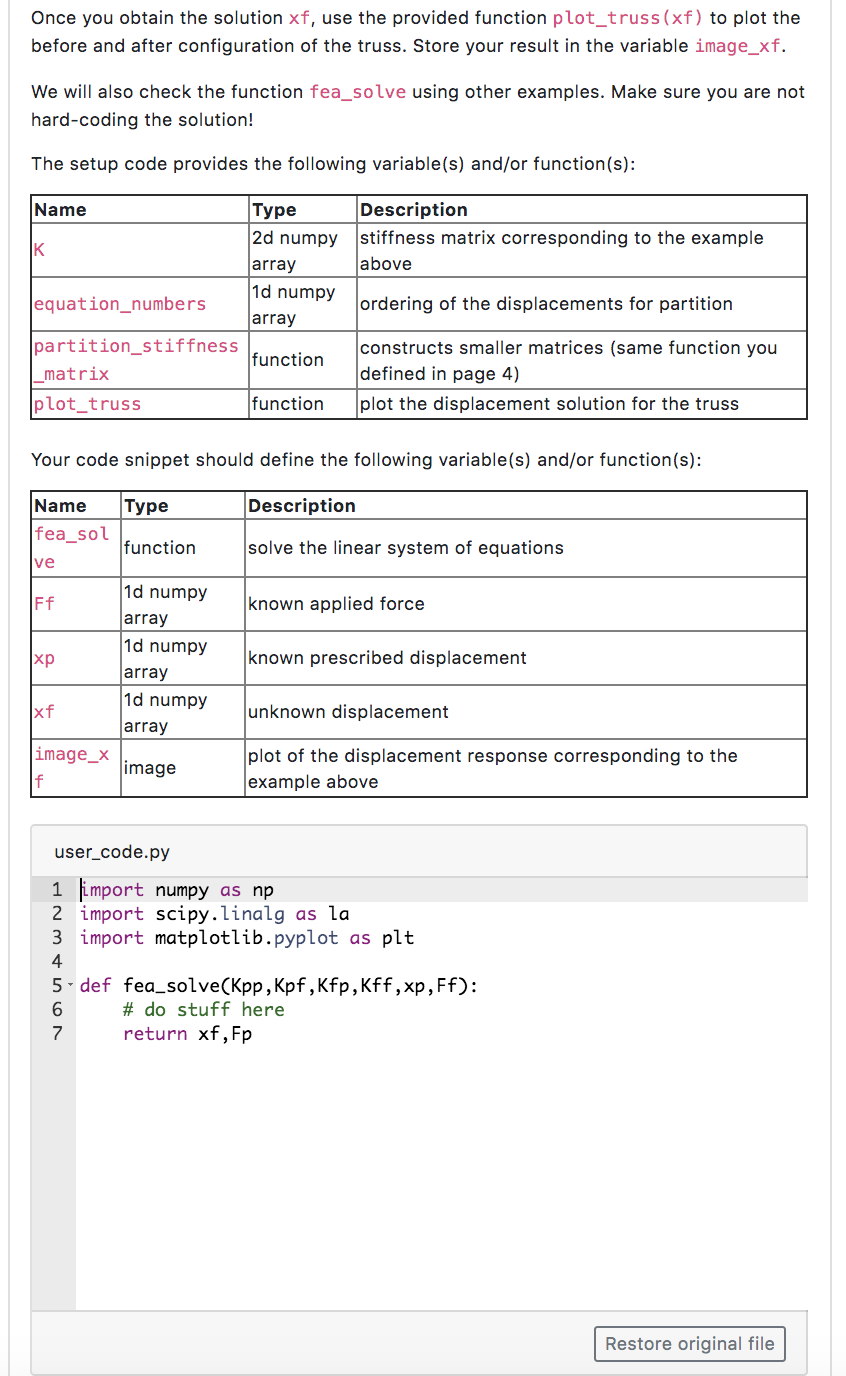 Once you obtain the solution xf, use the provided function plot_truss(xf) to plot the
before and after configuration of the truss. Store your result in the variable image_xf.
We will also check the function fea_solve using other examples. Make sure you are not
hard-coding the solution!
The setup code provides the following variable(s) and/or function(s):
Name Type Description
K 2d numpy array stiffness matrix corresponding to the example above
equation_numbers 1d numpy array ordering of the displacements for partition
partition_stiffness_matrix function constructs smaller matrices (same function you defined in page 4)
plot_truss function plot the displacement solution for the truss
Your code snippet should define the following variable(s) and/or function(s):
Name Type Description
fea_solve function solve the linear system of equations
Ff 1d numpy array known applied force
xp 1d numpy array known prescribed displacement
xf 1d numpy array unknown displacement
image_xf image plot of the displacement response corresponding to the example above
user_code.py
1 import numpy as np
2 import scipy.linalg as la
3 import matplotlib.pyplot as plt
4
5 def fea_solve(Kpp,Kpf,Kfp,Kff,xp,Ff):
6 # do stuff here
7 return xf,Fp
Restore original file